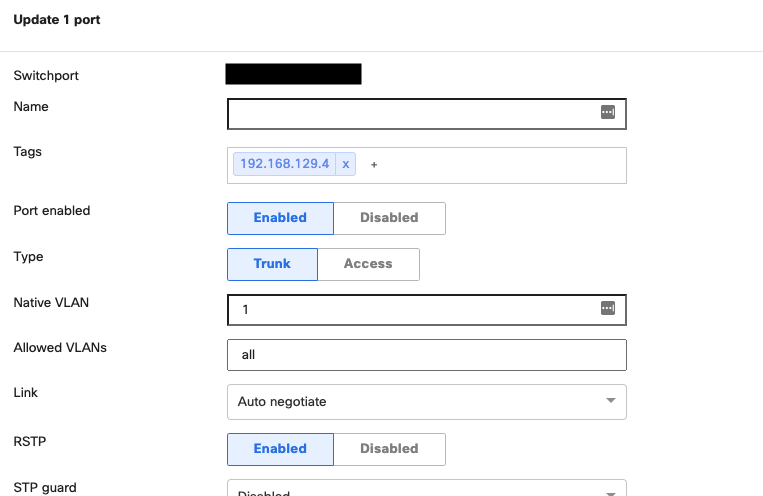 Update 1 port
Switchport
Name
Tags
192.168.129.4 x +
Port enabled
Enabled Disabled
Type
Trunk Access
Native VLAN
1
Allowed VLANs
all
Link
Auto negotiate
RSTP
Enabled Disabled
STP guard
Disabled